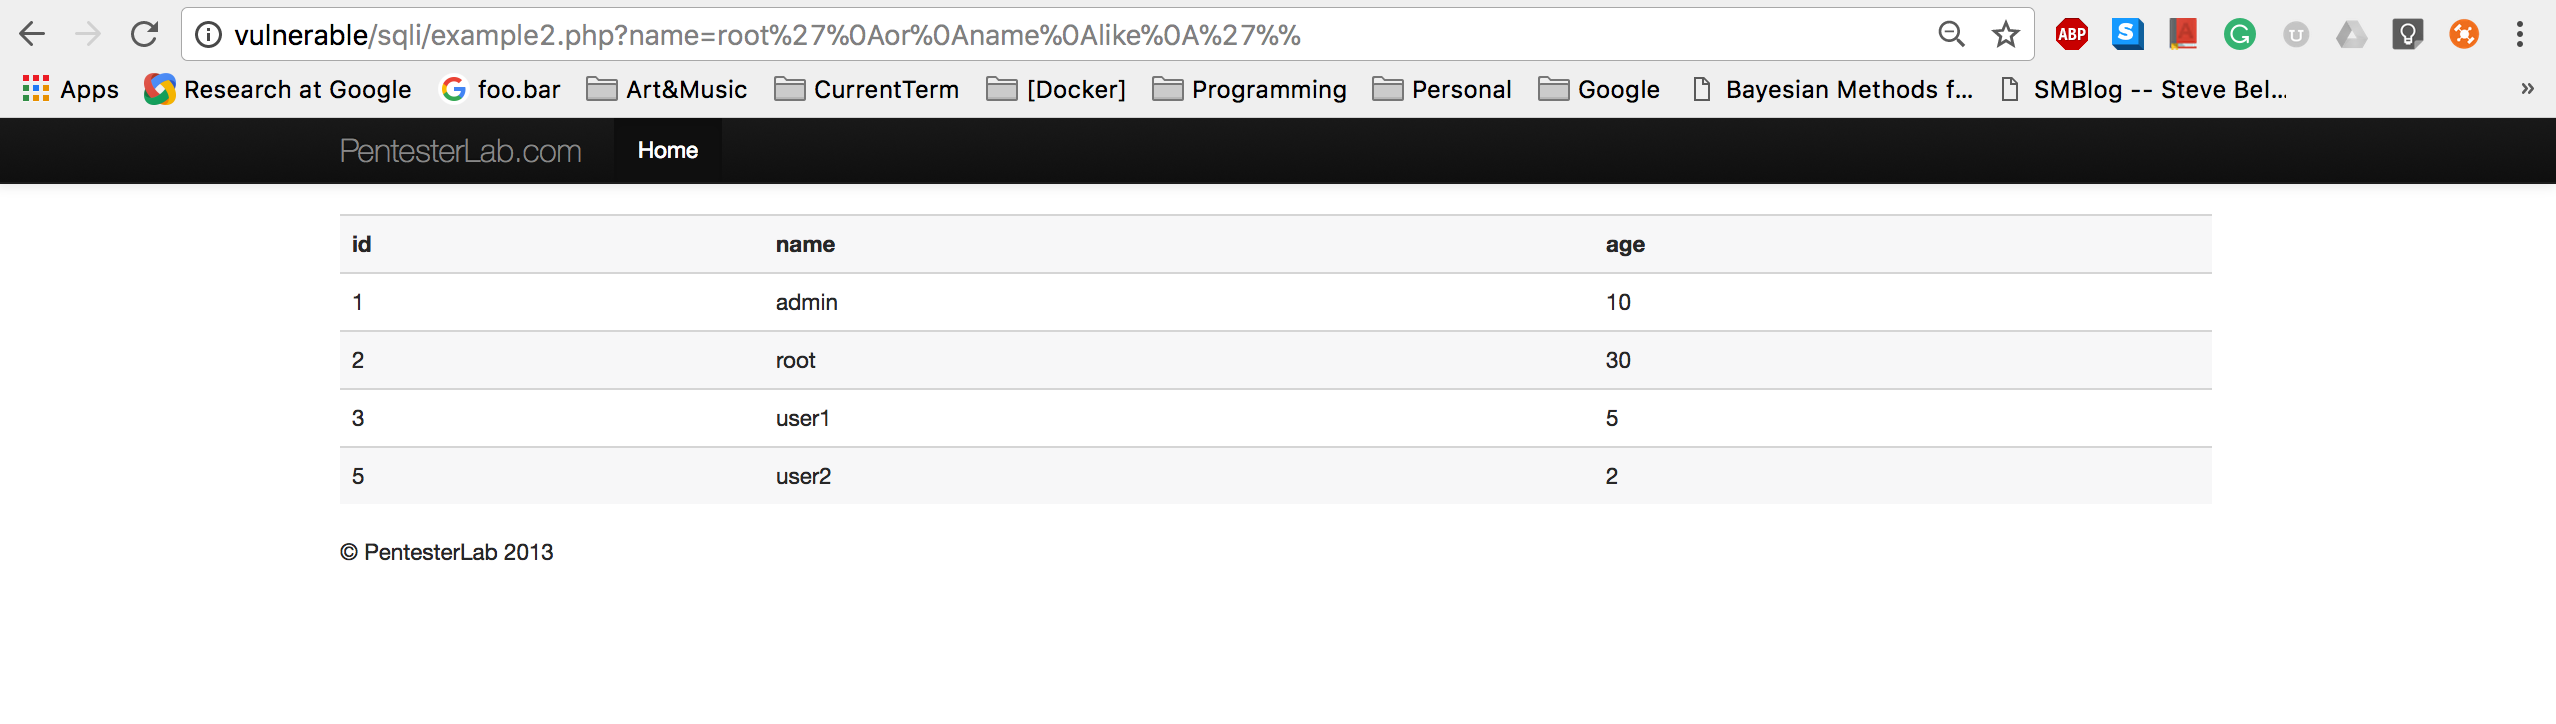 vulnerable/sqli/example2.php?name=root%27%0Aor%0Aname%0Alike%0A%27%% ABP S A G U
Apps Research at Google foo.bar Art&Music CurrentTerm [Docker] Programming Personal Google Bayesian Methods f... SMBlog -- Steve Bel... »
PentesterLab.com Home
id name age
1 admin 10
2 root 30
3 user1 5
5 user2 2
© PentesterLab 2013